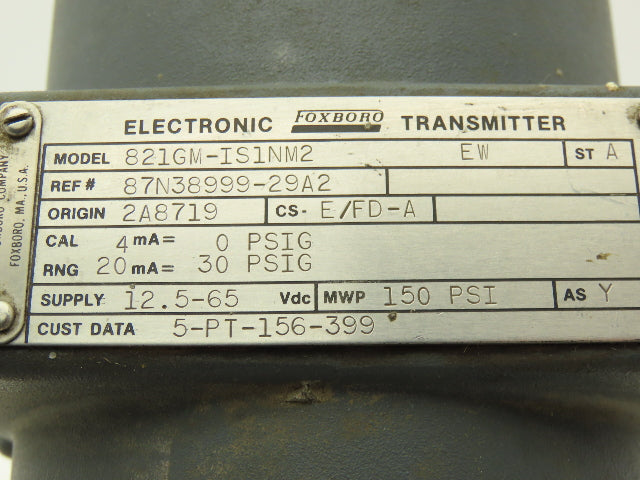 ELECTRONIC FOXBORO TRANSMITTER
MODEL 821GM-IS1NM2 EW ST A
REF # 87N38999-29A2
ORIGIN 2A8719 CS- E/FD-A
CAL 4 mA= 0 PSIG
RNG 20 mA= 30 PSIG
SUPPLY 12.5-65 Vdc MWP 150 PSI AS Y
CUST DATA 5-PT-156-399
COMPANY
FOXBORO, MA., U.S.A.